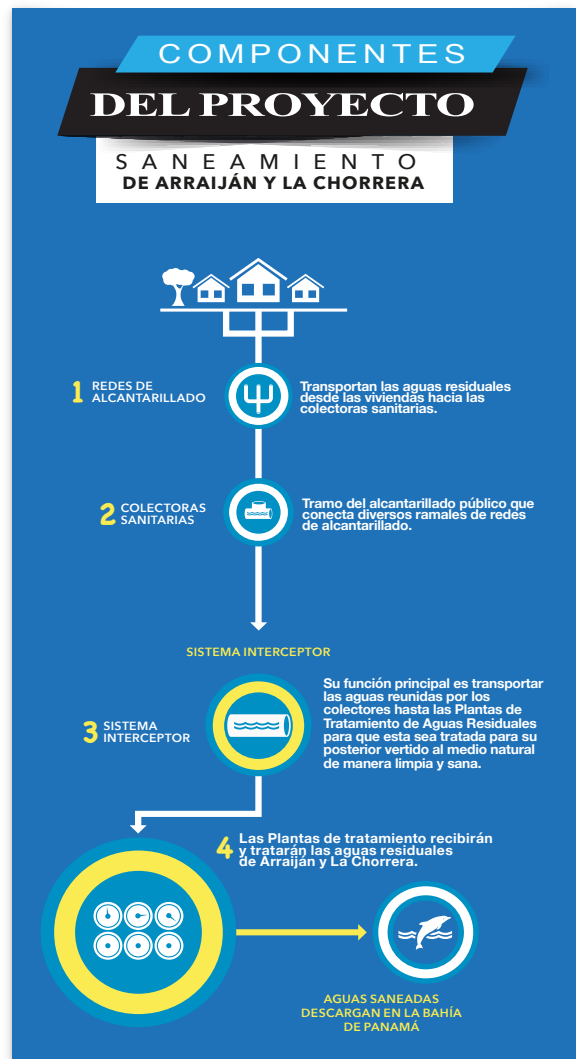 COMPONENTES
DEL PROYECTO
SANEAMIENTO
DE ARRAIJÁN Y LA CHORRERA
1 REDES DE
ALCANTARILLADO
Transportan las aguas residuales
desde las viviendas hacia las
colectoras sanitarias.
2 COLECTORAS
SANITARIAS
Tramo del alcantarillado público que
conecta diversos ramales de redes
de alcantarillado.
SISTEMA INTERCEPTOR
3 SISTEMA
INTERCEPTOR
Su función principal es transportar
las aguas reunidas por los
colectores hasta las Plantas de
Tratamiento de Aguas Residuales
para que esta sea tratada para su
posterior vertido al medio natural
de manera limpia y sana.
4 Las Plantas de tratamiento recibirán
y tratarán las aguas residuales
de Arraiján y La Chorrera.
AGUAS SANEADAS
DESCARGAN EN LA BAHÍA
DE PANAMÁ